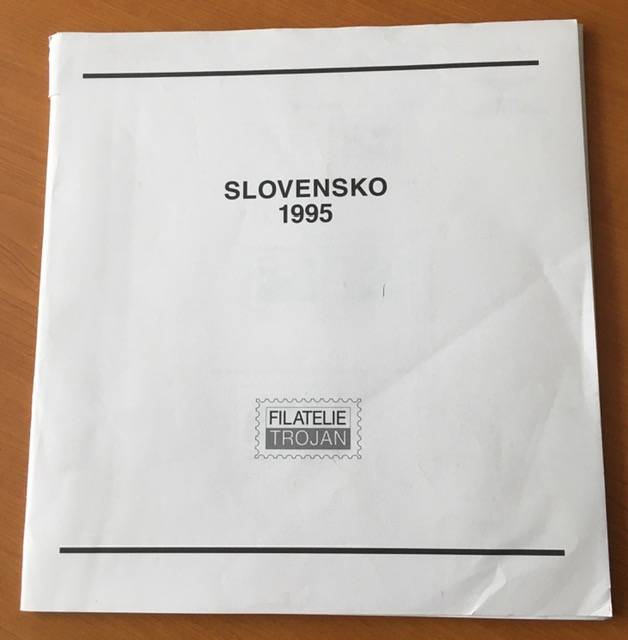 SLOVENSKO
1995
FILATELIE
TROJAN